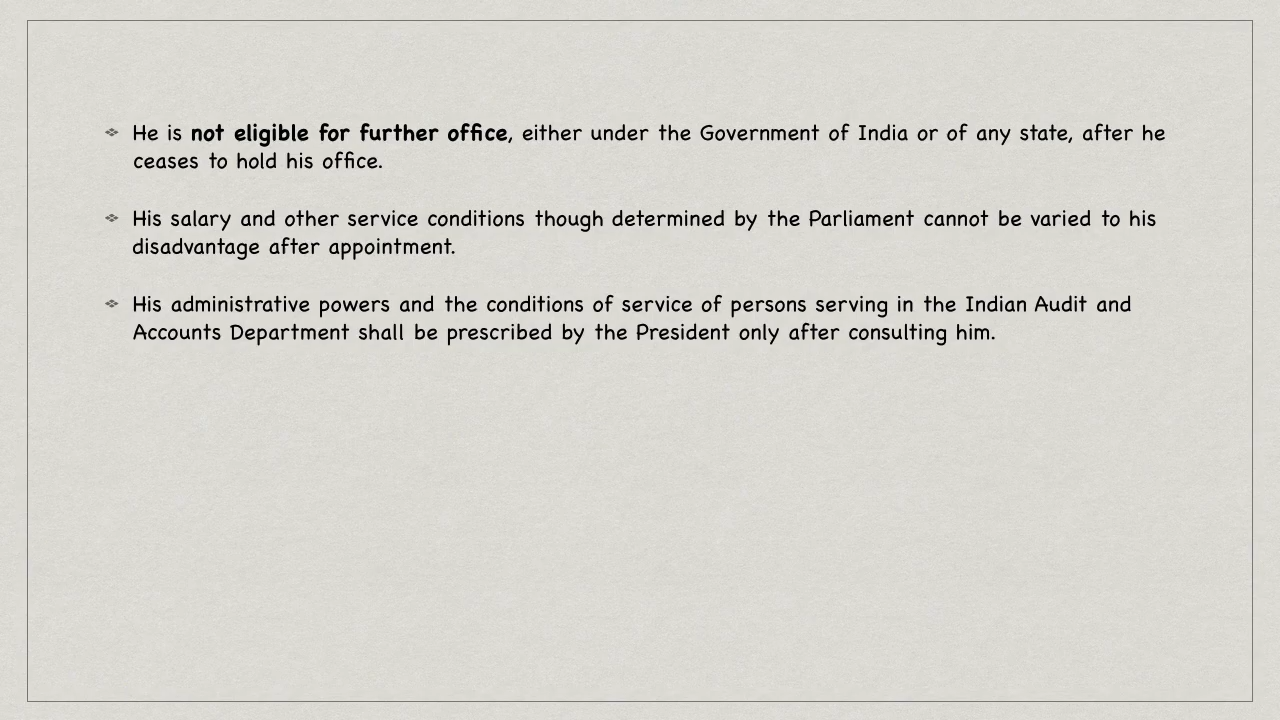 He is not eligible for further office, either under the Government of India or of any state, after he
ceases to hold his office.
His salary and other service conditions though determined by the Parliament cannot be varied to his
disadvantage after appointment.
His administrative powers and the conditions of service of persons serving in the Indian Audit and
Accounts Department shall be prescribed by the President only after consulting him.